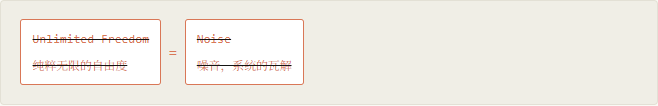 Unlimited Freedom
纯粹无限的自由度
=
Noise
噪音，系统的瓦解